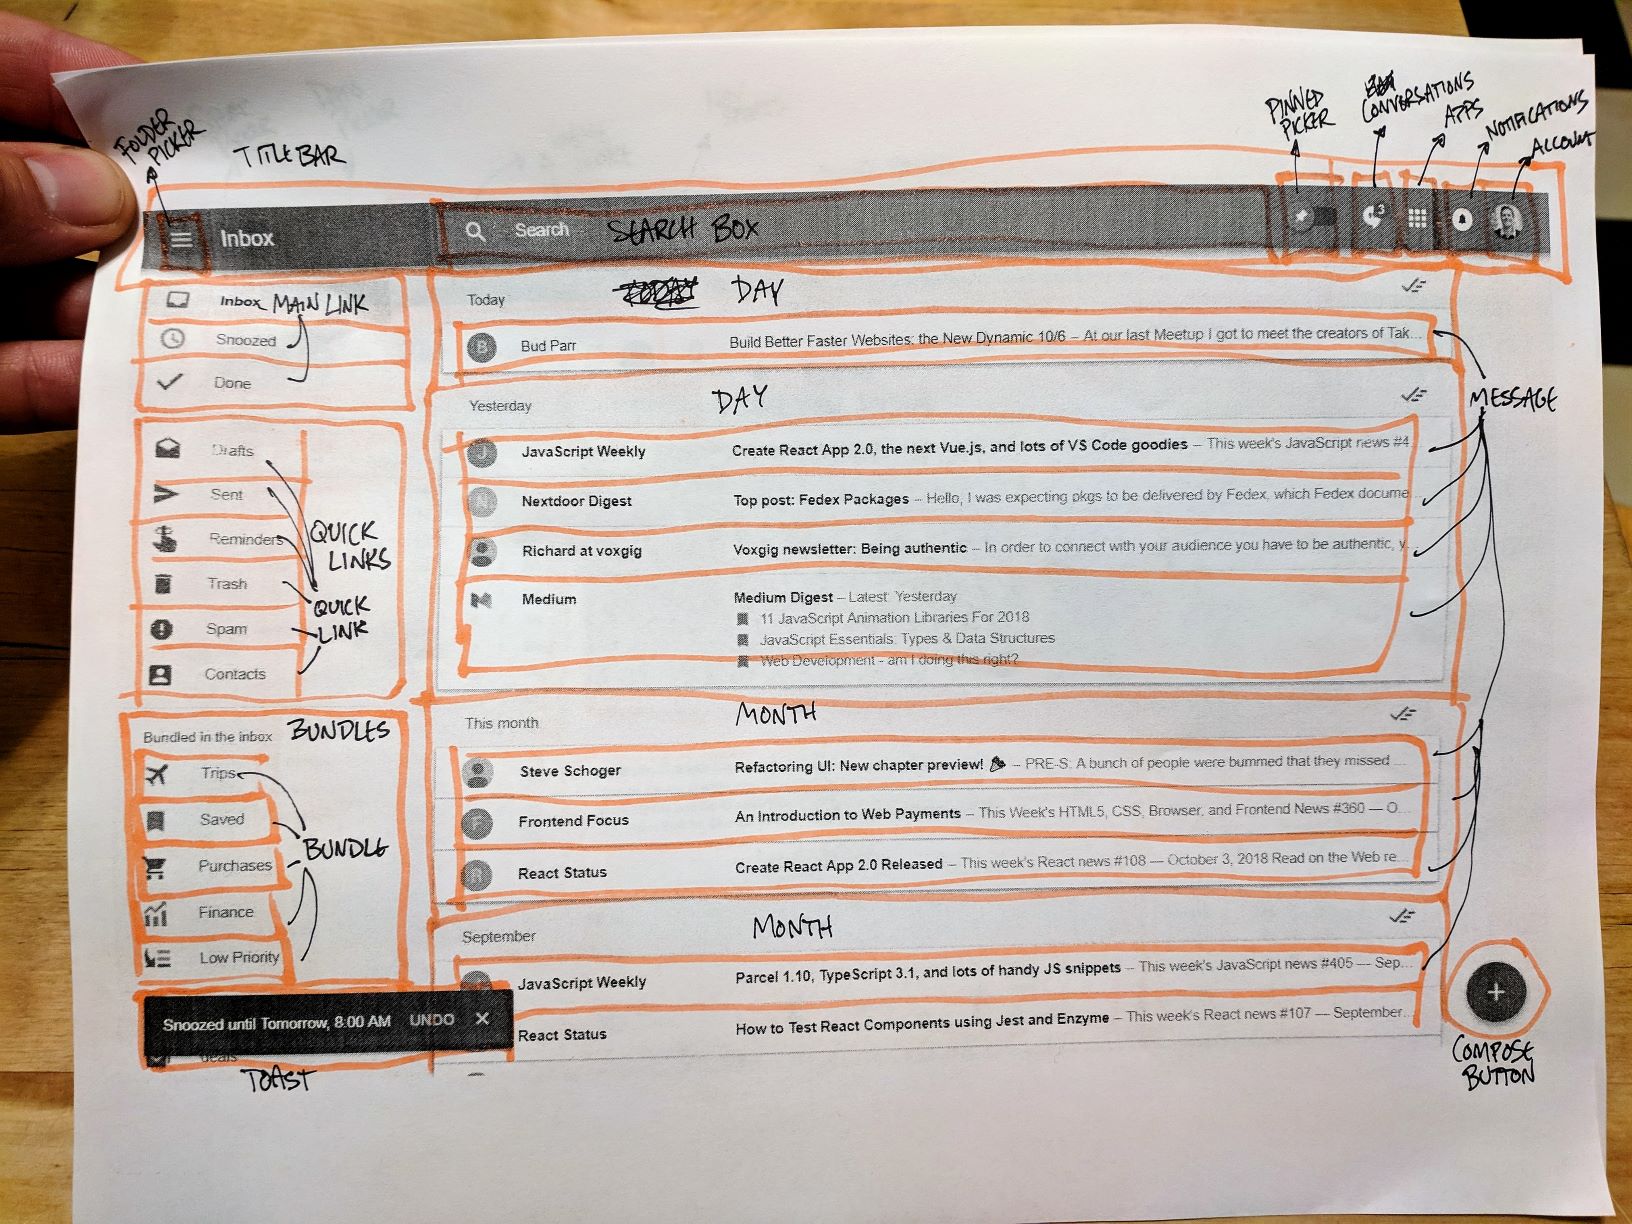 FOLDER
PICKER
TITLE BAR
PINNED
PICKER
CONVERSATIONS
APPS
NOTIFICATIONS
ACCOUNT
Inbox
Search SEARCH BOX
3
Inbox MAIN LINK
Snoozed
Done
Drafts
Sent
Reminders
Trash
Spam
Contacts
QUICK
LINKS
QUICK
LINK
Bundled in the inbox BUNDLES
Trips
Saved
Purchases
Finance
Low Priority
BUNDLE
Snoozed until Tomorrow, 8:00 AM UNDO
deals
TOAST
Today TODAY DAY
B Bud Parr Build Better Faster Websites: the New Dynamic 10/6 – At our last Meetup I got to meet the creators of Tak...
Yesterday DAY
J JavaScript Weekly Create React App 2.0, the next Vue.js, and lots of VS Code goodies – This week's JavaScript news #4
N Nextdoor Digest Top post: Fedex Packages – Hello, I was expecting pkgs to be delivered by Fedex, which Fedex docume
Richard at voxgig Voxgig newsletter: Being authentic – In order to connect with your audience you have to be authentic, y
Medium Medium Digest – Latest: Yesterday
11 JavaScript Animation Libraries For 2018
JavaScript Essentials: Types & Data Structures
Web Development - am I doing this right?
This month MONTH
Steve Schoger Refactoring UI: New chapter preview! – PRE-S: A bunch of people were bummed that they missed ...
F Frontend Focus An Introduction to Web Payments – This Week's HTML5, CSS, Browser, and Frontend News #360 — O...
R React Status Create React App 2.0 Released – This week's React news #108 — October 3, 2018 Read on the Web re...
September MONTH
JavaScript Weekly Parcel 1.10, TypeScript 3.1, and lots of handy JS snippets – This week's JavaScript news #405 — Sep...
React Status How to Test React Components using Jest and Enzyme – This week's React news #107 — September...
MESSAGE
COMPOSE
BUTTON